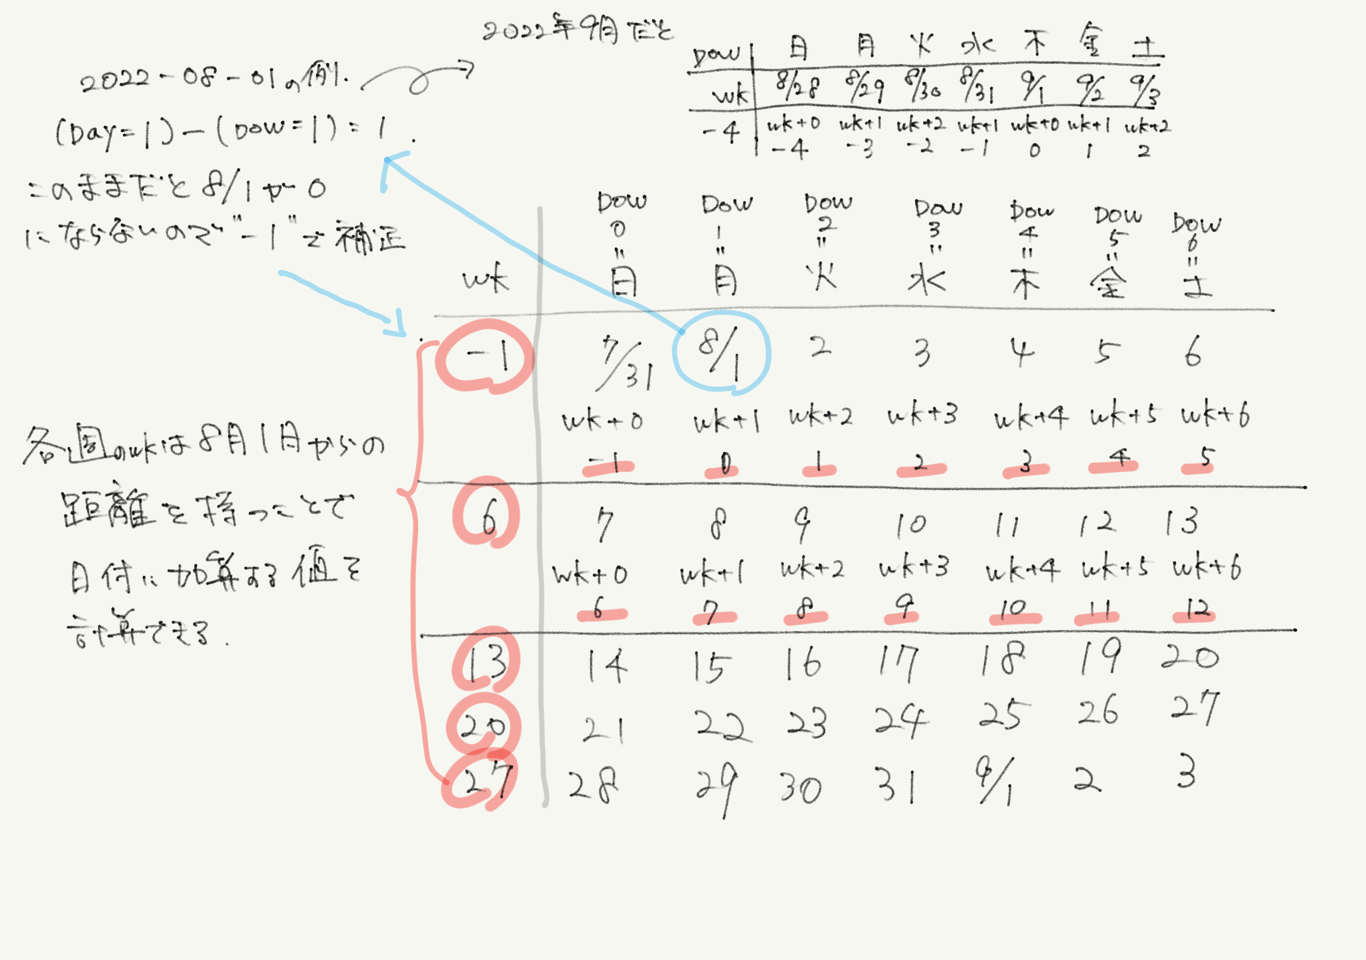 2022年9月だと
DOW 日 月 火 水 木 金 土
wk 8/28 8/29 8/30 8/31 9/1 9/2 9/3
-4 wk+0 wk+1 wk+2 wk+1 wk+0 wk+1 wk+2
-4 -3 -2 -1 0 1 2
2022-08-01の例.
(Day=1)-(DOW=1)=1.
このままだと8/1が0
にならないので"-1"で補正
DOW DOW DOW DOW DOW DOW DOW
0 1 2 3 4 5 6
" " " " " " "
wk 日 月 火 水 木 金 土
-1 7/31 8/1 2 3 4 5 6
wk+0 wk+1 wk+2 wk+3 wk+4 wk+5 wk+6
-1 0 1 2 3 4 5
6 7 8 9 10 11 12 13
wk+0 wk+1 wk+2 wk+3 wk+4 wk+5 wk+6
6 7 8 9 10 11 12
13 14 15 16 17 18 19 20
20 21 22 23 24 25 26 27
27 28 29 30 31 9/1 2 3
各週のwkは8月1日からの
距離を持つことで
日付に加算する値を
計算できる.